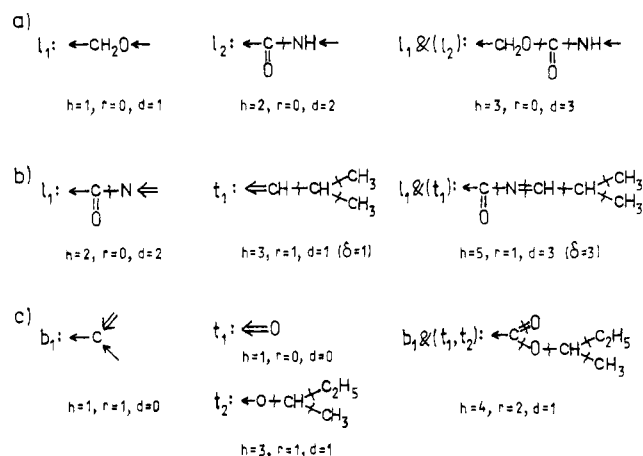 a)
l₁: ←CH₂O←
l₂: ←C+NH←
O
l₁&(l₂): ←CH₂O+C+NH←
O
h=1, r=0, d=1
h=2, r=0, d=2
h=3, r=0, d=3
b)
l₁: ←C+N⇐
O
t₁: ⇐CH+CH CH₃
CH₃
l₁&(t₁): ←C+N=CH+CH CH₃
O CH₃
h=2, r=0, d=2
h=3, r=1, d=1 (δ=1)
h=5, r=1, d=3 (δ=3)
c)
b₁: ←C
h=1, r=1, d=0
t₁: ⇐O
h=1, r=0, d=0
t₂: ←O+CH C₂H₅
CH₃
h=3, r=1, d=1
b₁&(t₁,t₂): ←C O
O+CH C₂H₅
CH₃
h=4, r=2, d=1